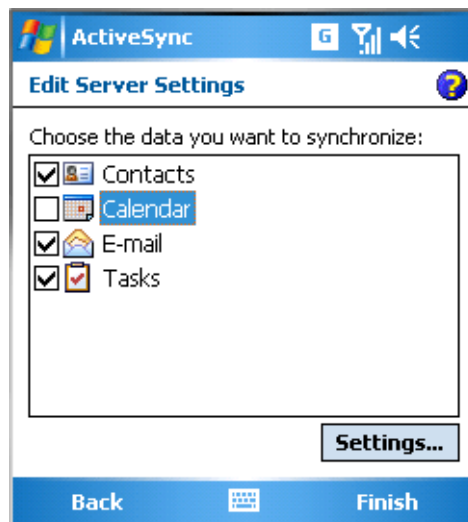 ActiveSync G
Edit Server Settings ?
Choose the data you want to synchronize:
Contacts
Calendar
E-mail
Tasks
Settings...
Back Finish